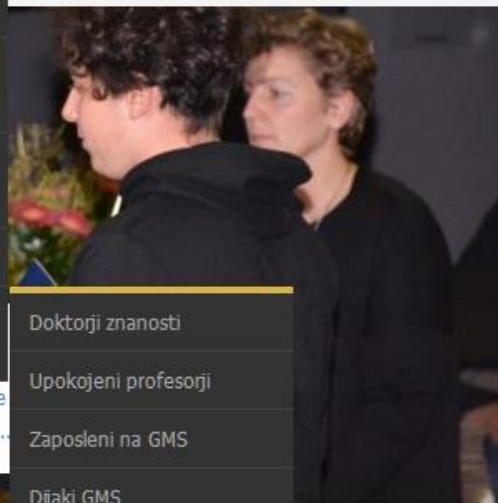 Doktorji znanosti
Upokojeni profesorji
Zaposleni na GMS
Dijaki GMS